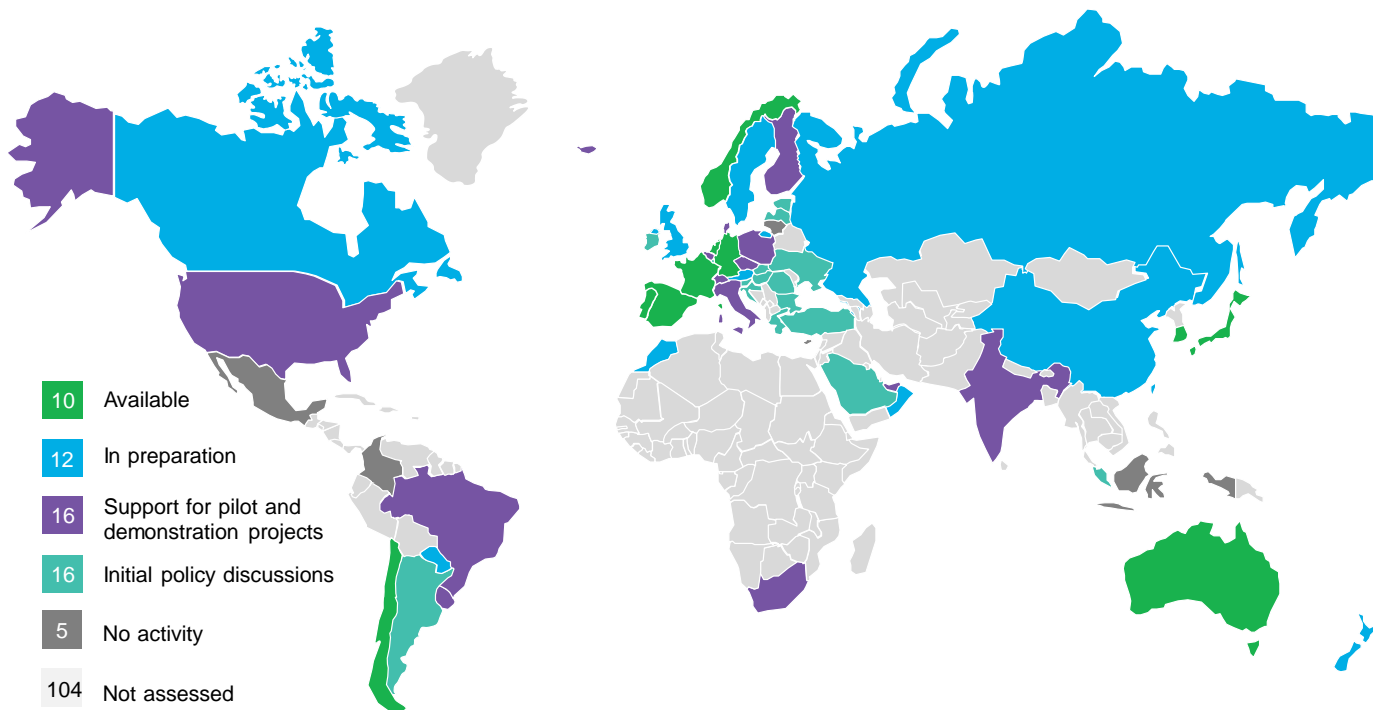 10 Available
12 In preparation
16 Support for pilot and
demonstration projects
16 Initial policy discussions
5 No activity
104 Not assessed